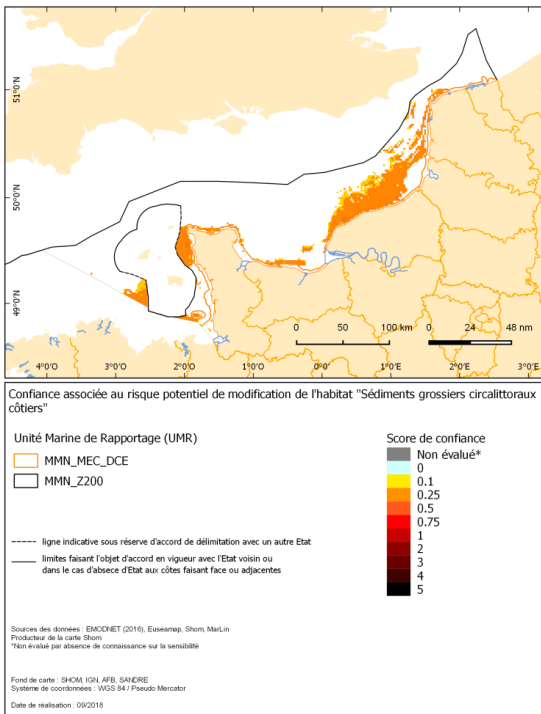 51°0'N
50°0'N
49°0'N
0 50 100 km
0 24 48 nm
4°0'O 3°0'O 2°0'O 1°0'O 0°0' 1°0'E 2°0'E 3°0'E
Confiance associée au risque potentiel de modification de l'habitat "Sédiments grossiers circalittoraux
côtiers"
Unité Marine de Rapportage (UMR)
MMN_MEC_DCE
MMN_Z200
ligne indicative sous réserve d'accord de délimitation avec un autre Etat
limites faisant l'objet d'accord en vigueur avec l'Etat voisin ou
dans le cas d'absece d'Etat aux côtes faisant face ou adjacentes
Score de confiance
Non évalué*
0
0.1
0.25
0.5
0.75
1
2
3
4
5
Sources des données : EMODNET (2016), Euseamap, Shom, MarLin
Producteur de la carte Shom
*Non évalué par absence de connaissance sur la sensibilité
Fond de carte : SHOM, IGN, AFB, SANDRE
Système de coordonnées : WGS 84 / Pseudo Mercator
Date de réalisation : 09/2018